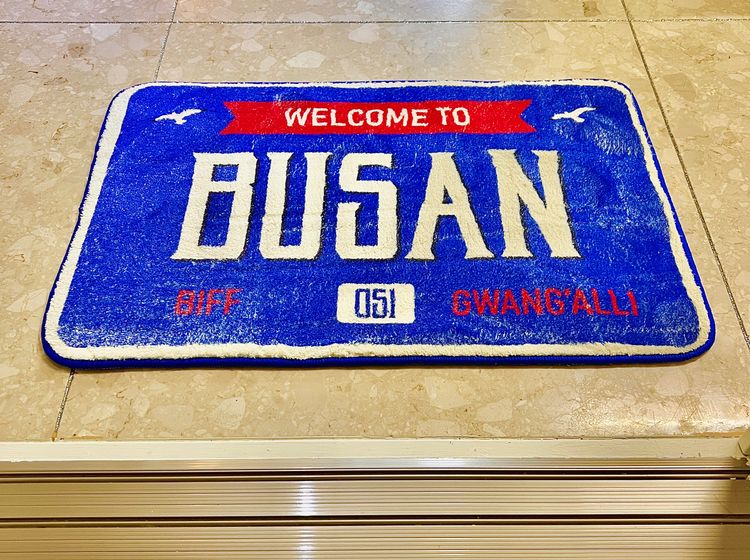 WELCOME TO
BUSAN
BIFF 051 GWANG'ALLI